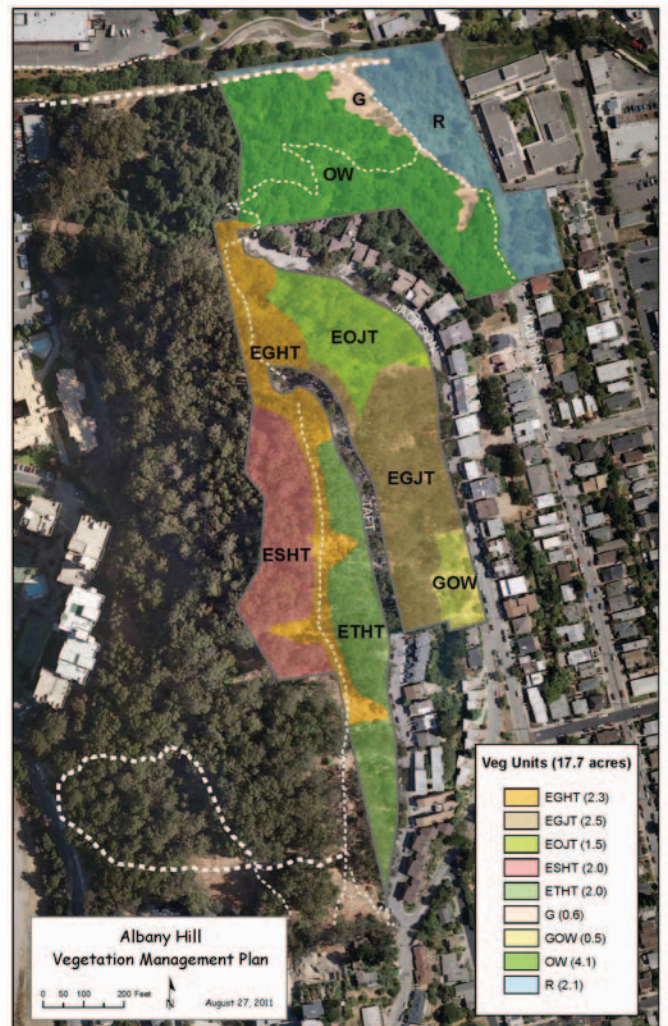 G
R
OW
JACKSON
EOJT
EGHT
EGJT
TAFT
ESHT
GOW
ETHT
Veg Units (17.7 acres)
EGHT (2.3)
EGJT (2.5)
EOJT (1.5)
ESHT (2.0)
ETHT (2.0)
G (0.6)
GOW (0.5)
OW (4.1)
R (2.1)
Albany Hill
Vegetation Management Plan
0 50 100 200 Feet
N
August 27, 2011